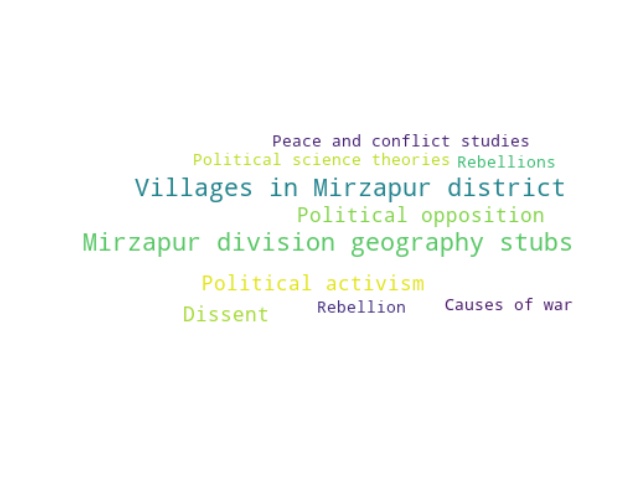 Peace and conflict studies
Political science theories Rebellions
Villages in Mirzapur district
Political opposition
Mirzapur division geography stubs
Political activism
Dissent Rebellion Causes of war